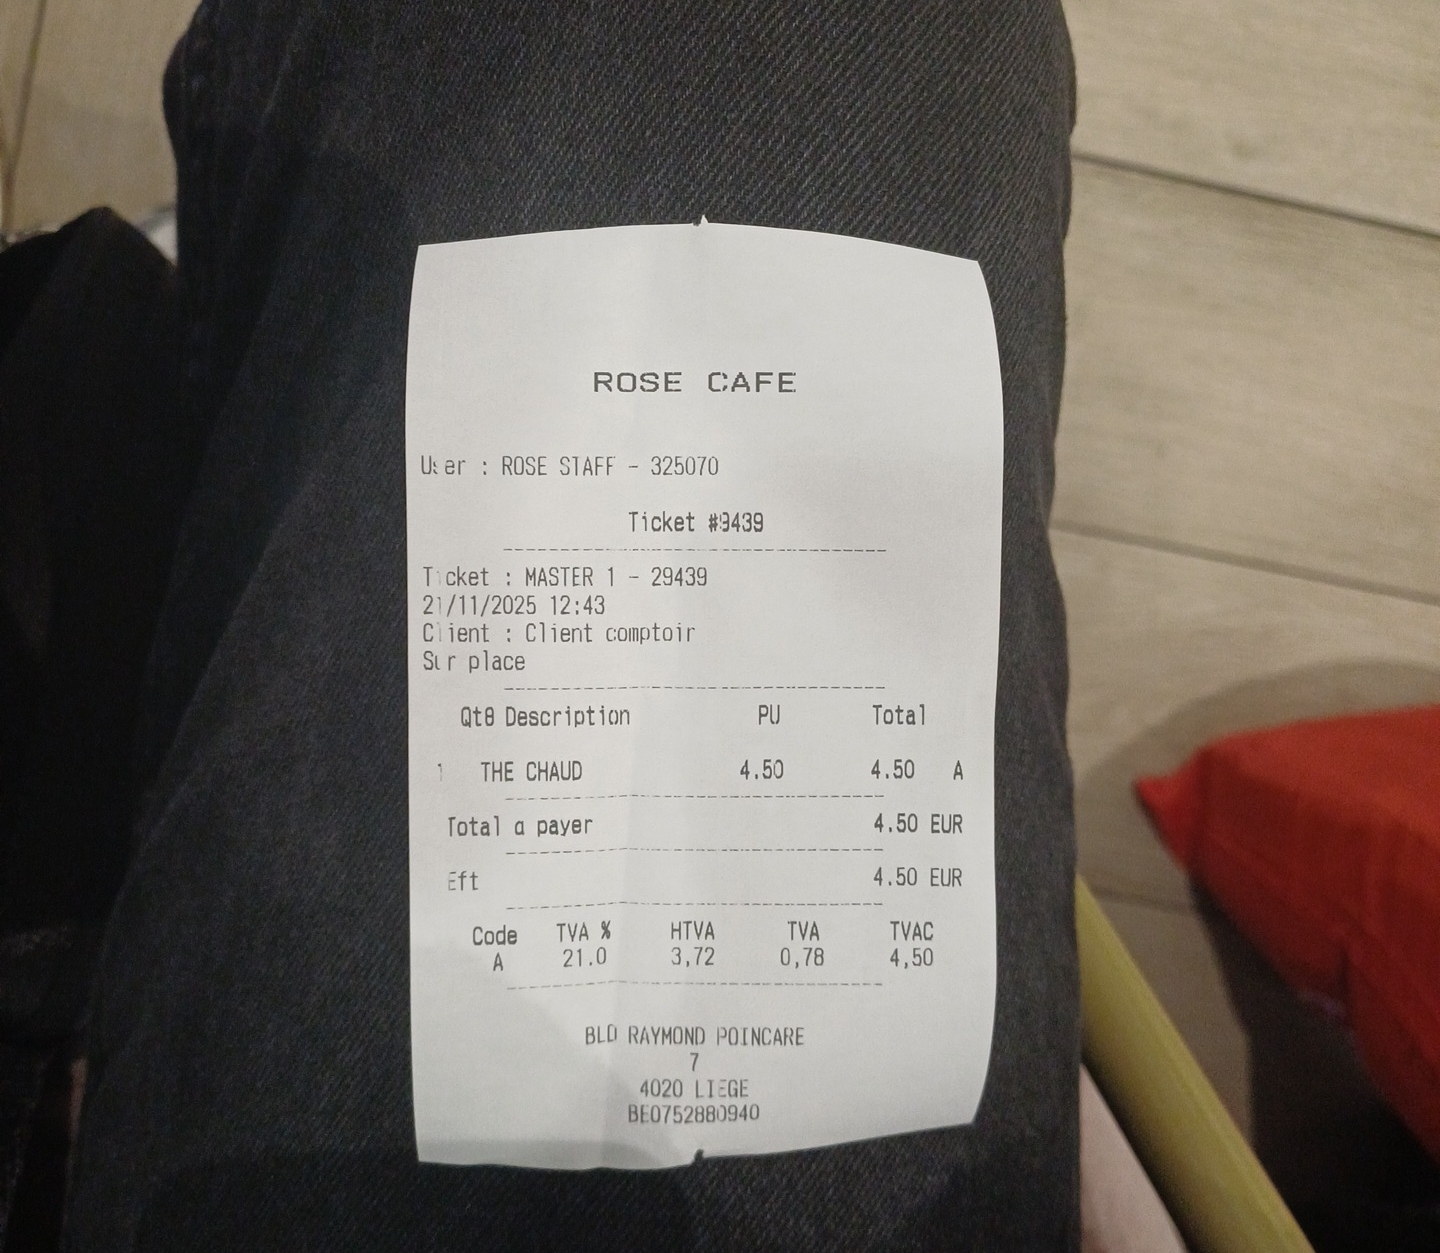 ROSE CAFE
User : ROSE STAFF - 325070
Ticket #9439
Ticket : MASTER 1 - 29439
21/11/2025 12:43
Client : Client comptoir
Sur place
Qté Description PU Total
1 THE CHAUD 4.50 4.50 A
Total a payer 4.50 EUR
Eft 4.50 EUR
Code TVA % HTVA TVA TVAC
A 21.0 3,72 0,78 4,50
BLD RAYMOND POINCARE
7
4020 LIEGE
BE0752880940